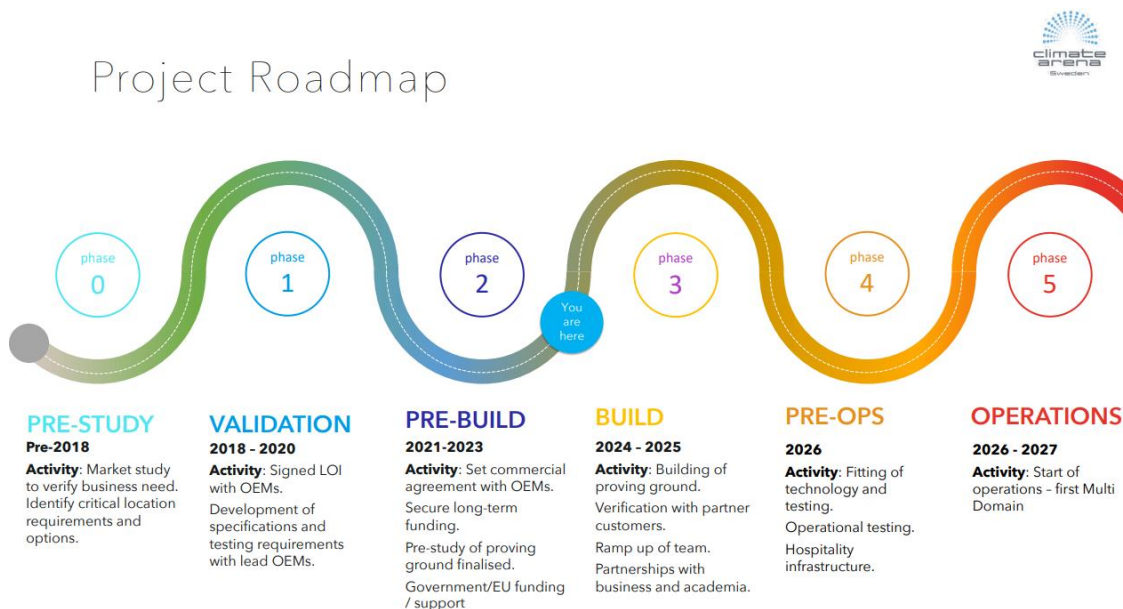 climate
arena
Sweden
Project Roadmap
phase
0
phase
1
phase
2
You
are
here
phase
3
phase
4
phase
5
PRE-STUDY
Pre-2018
Activity: Market study
to verify business need.
Identify critical location
requirements and
options.
VALIDATION
2018 – 2020
Activity: Signed LOI
with OEMs.
Development of
specifications and
testing requirements
with lead OEMs.
PRE-BUILD
2021-2023
Activity: Set commercial
agreement with OEMs.
Secure long-term
funding.
Pre-study of proving
ground finalised.
Government/EU funding
/ support
BUILD
2024 – 2025
Activity: Building of
proving ground.
Verification with partner
customers.
Ramp up of team.
Partnerships with
business and academia.
PRE-OPS
2026
Activity: Fitting of
technology and
testing.
Operational testing.
Hospitality
infrastructure.
OPERATIONS
2026 - 2027
Activity: Start of
operations – first Multi
Domain